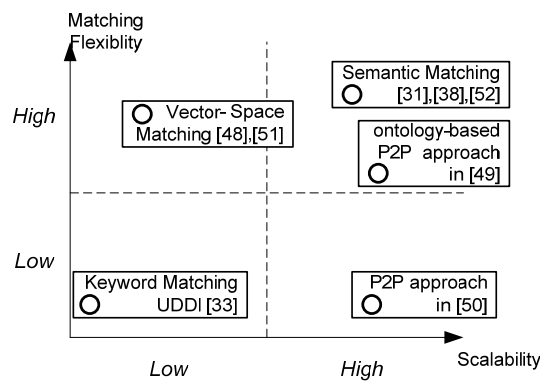 Matching
Flexiblity
High
Semantic Matching
[31],[38],[52]
Vector- Space
Matching [48],[51]
ontology-based
P2P approach
in [49]
Low
Keyword Matching
UDDI [33]
P2P approach
in [50]
Low
High
Scalability